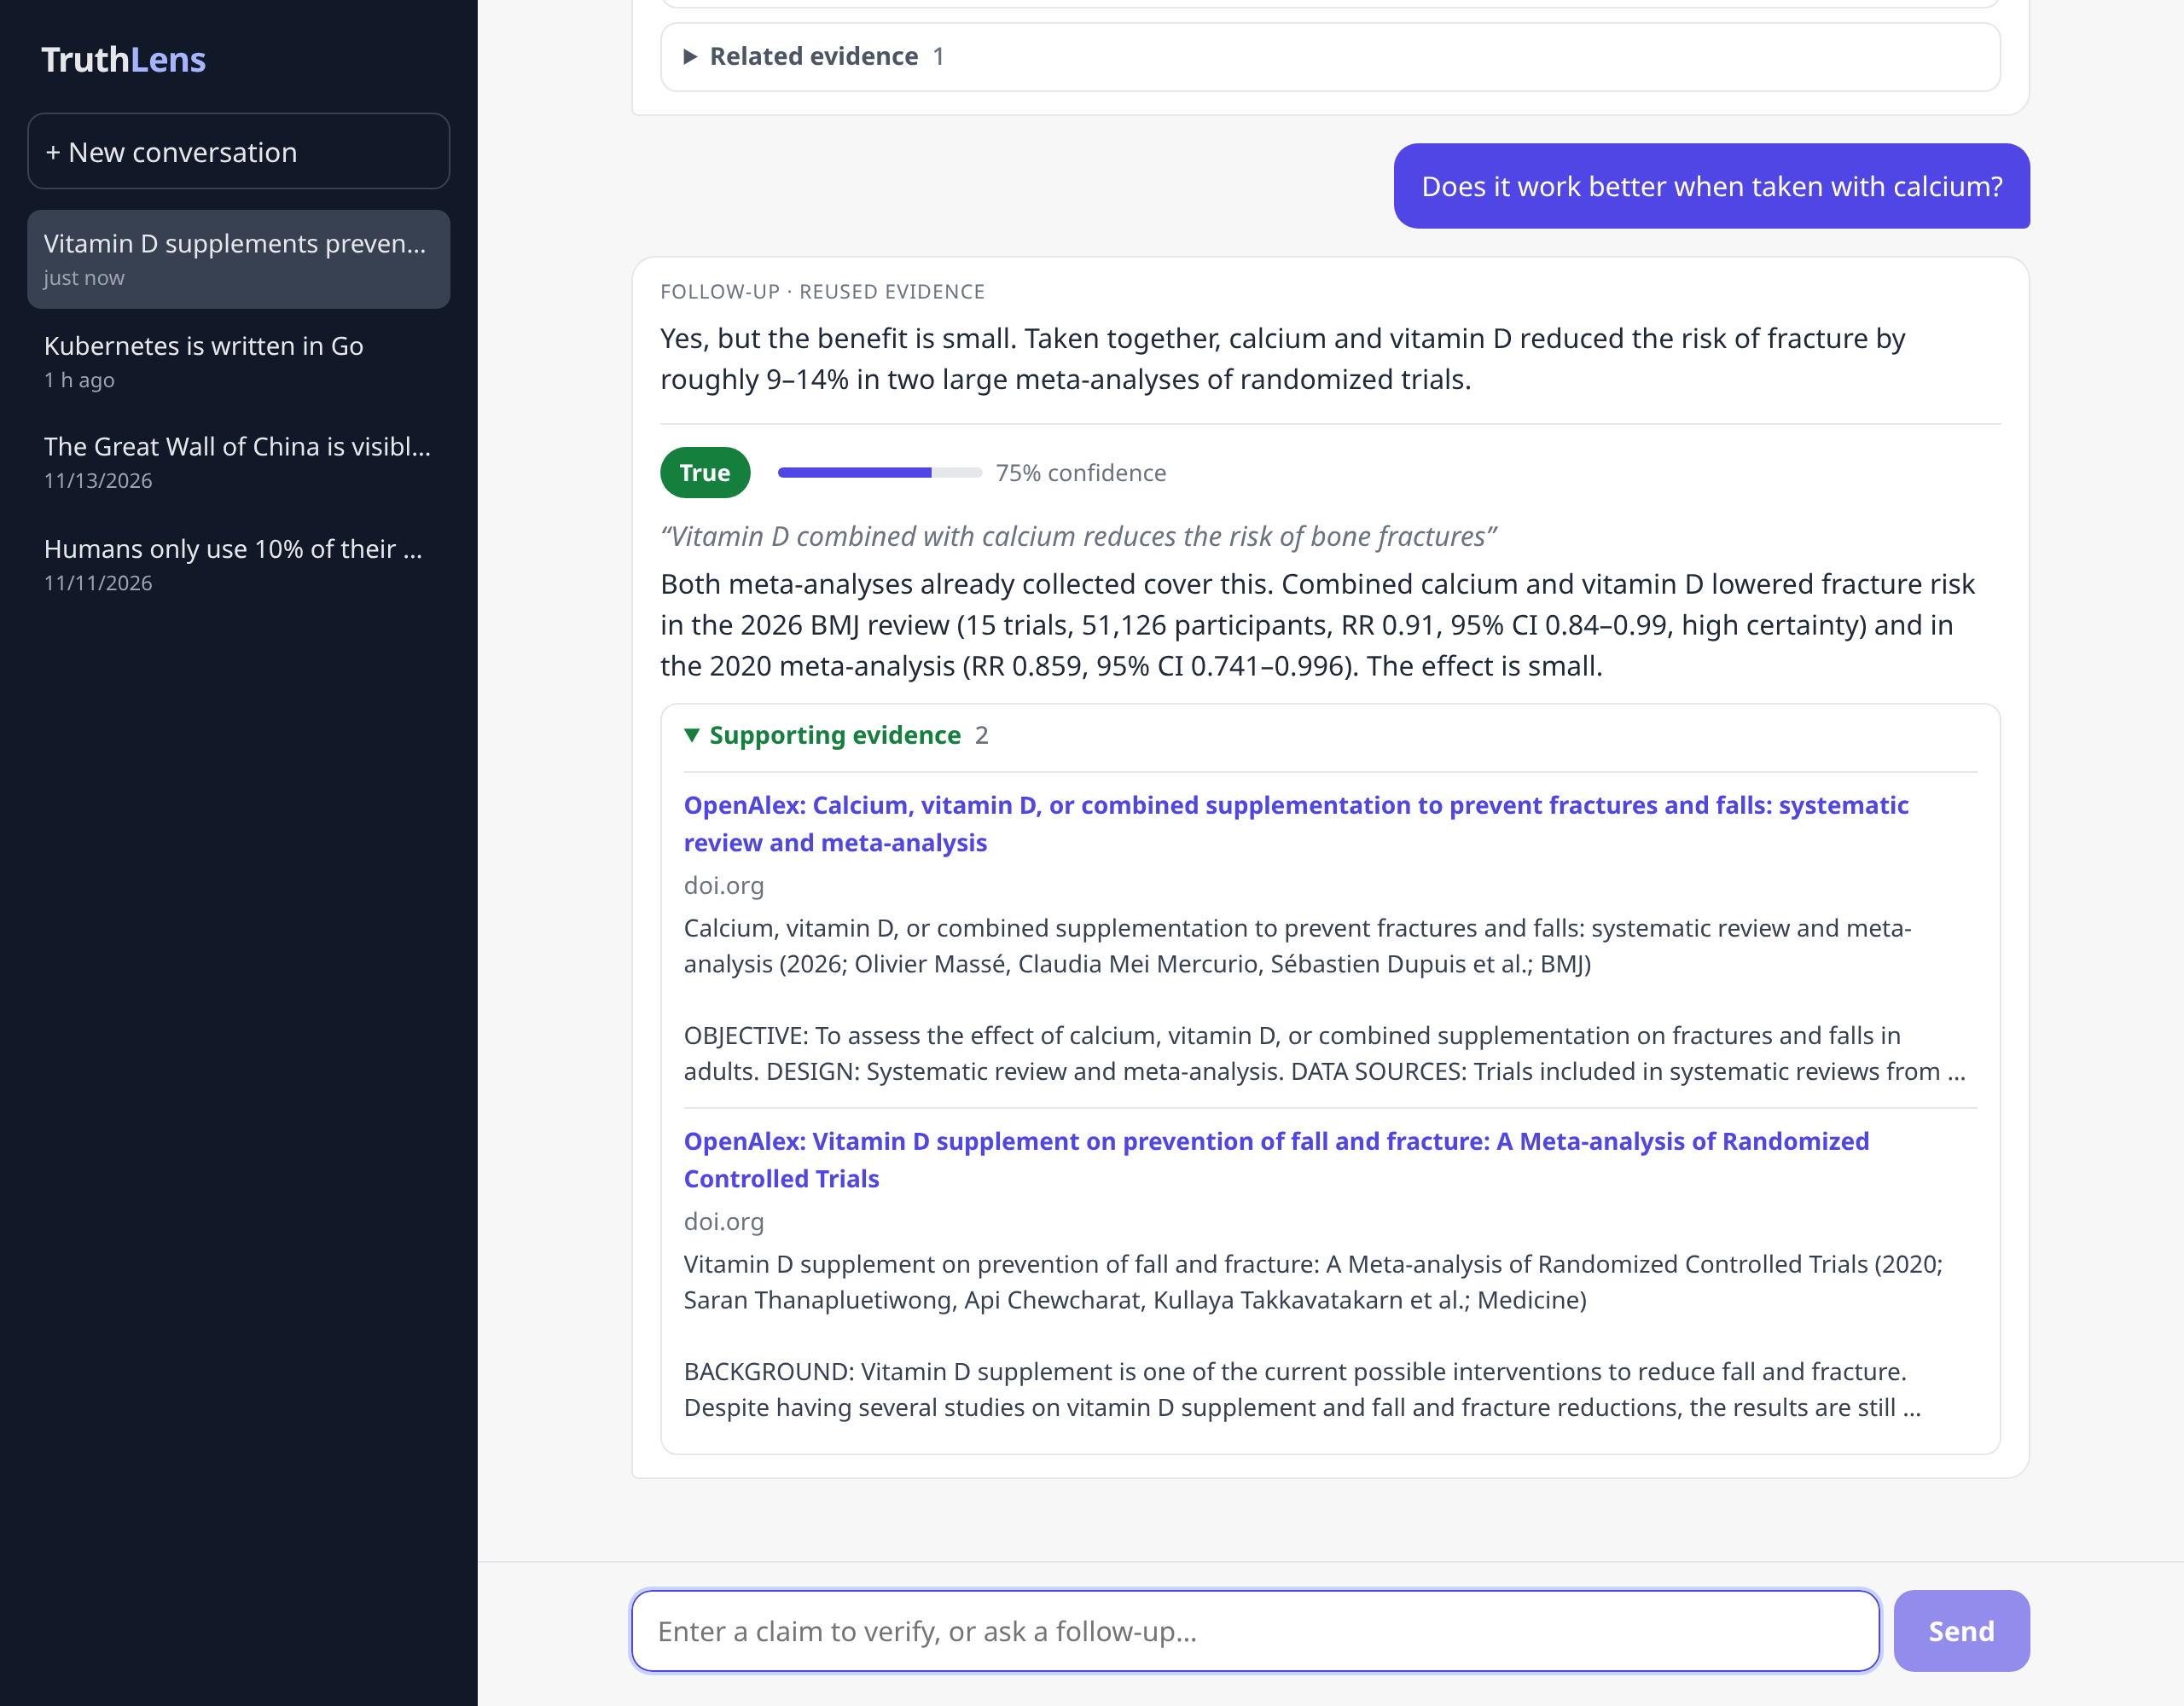 TruthLens
+ New conversation
Vitamin D supplements preven...
just now
Kubernetes is written in Go
1 h ago
The Great Wall of China is visibl...
11/13/2026
Humans only use 10% of their ...
11/11/2026
▶ Related evidence 1
Does it work better when taken with calcium?
FOLLOW-UP · REUSED EVIDENCE
Yes, but the benefit is small. Taken together, calcium and vitamin D reduced the risk of fracture by
roughly 9–14% in two large meta-analyses of randomized trials.
True
75% confidence
“Vitamin D combined with calcium reduces the risk of bone fractures”
Both meta-analyses already collected cover this. Combined calcium and vitamin D lowered fracture risk
in the 2026 BMJ review (15 trials, 51,126 participants, RR 0.91, 95% CI 0.84–0.99, high certainty) and in
the 2020 meta-analysis (RR 0.859, 95% CI 0.741–0.996). The effect is small.
▼ Supporting evidence 2
OpenAlex: Calcium, vitamin D, or combined supplementation to prevent fractures and falls: systematic
review and meta-analysis
doi.org
Calcium, vitamin D, or combined supplementation to prevent fractures and falls: systematic review and meta-
analysis (2026; Olivier Massé, Claudia Mei Mercurio, Sébastien Dupuis et al.; BMJ)
OBJECTIVE: To assess the effect of calcium, vitamin D, or combined supplementation on fractures and falls in
adults. DESIGN: Systematic review and meta-analysis. DATA SOURCES: Trials included in systematic reviews from ...
OpenAlex: Vitamin D supplement on prevention of fall and fracture: A Meta-analysis of Randomized
Controlled Trials
doi.org
Vitamin D supplement on prevention of fall and fracture: A Meta-analysis of Randomized Controlled Trials (2020;
Saran Thanapluetiwong, Api Chewcharat, Kullaya Takkavatakarn et al.; Medicine)
BACKGROUND: Vitamin D supplement is one of the current possible interventions to reduce fall and fracture.
Despite having several studies on vitamin D supplement and fall and fracture reductions, the results are still ...
Enter a claim to verify, or ask a follow-up...
Send